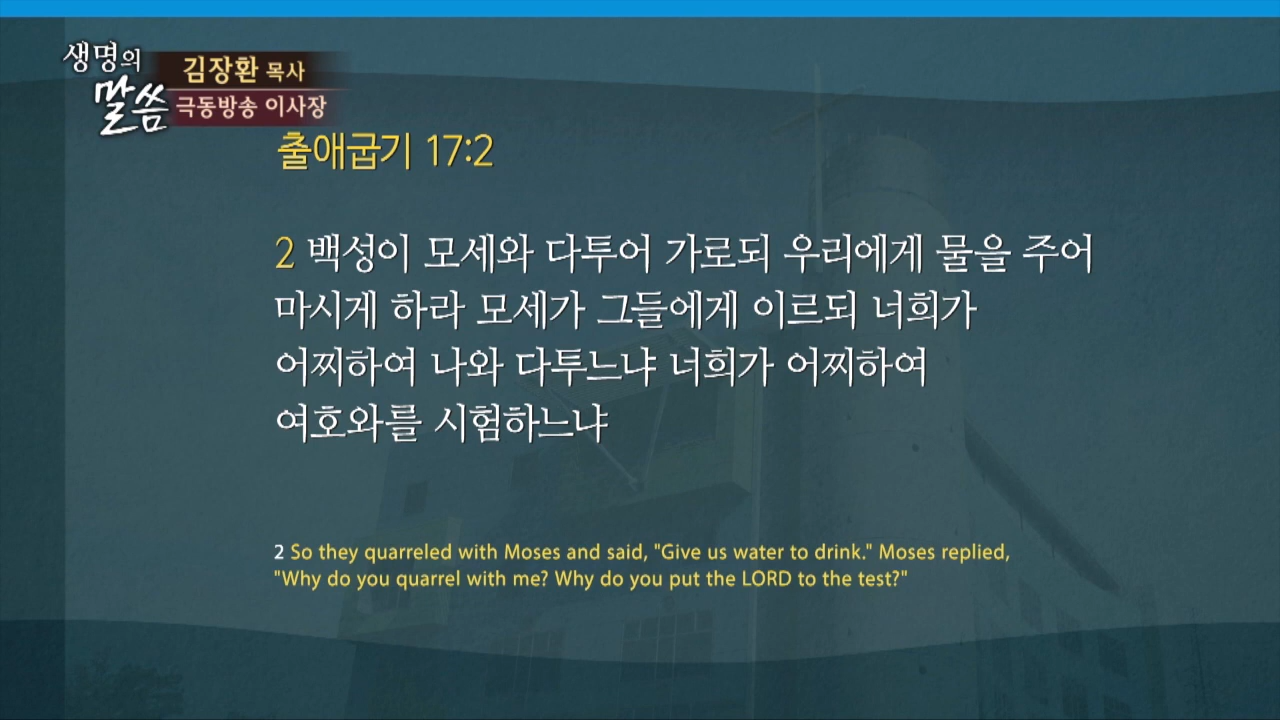 생명의
말씀
김장환 목사
극동방송 이사장
출애굽기 17:2
2 백성이 모세와 다투어 가로되 우리에게 물을 주어
마시게 하라 모세가 그들에게 이르되 너희가
어찌하여 나와 다투느냐 너희가 어찌하여
여호와를 시험하느냐
2 So they quarreled with Moses and said, "Give us water to drink." Moses replied,
"Why do you quarrel with me? Why do you put the LORD to the test?"